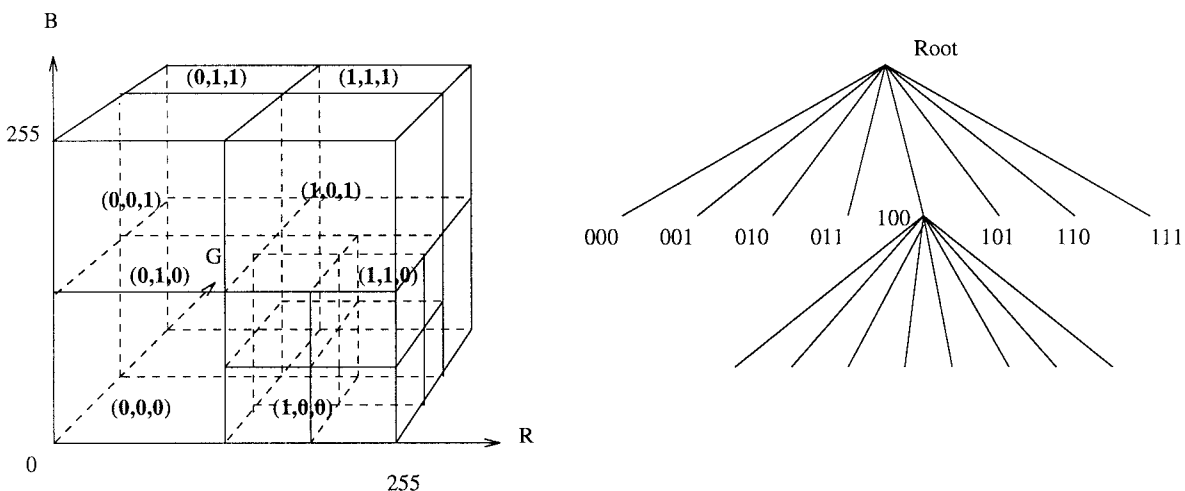 B
255
(0,1,1)
(1,1,1)
(0,0,1)
(1,0,1)
G
(0,1,0)
(1,1,0)
(0,0,0)
(1,0,0)
R
0
255
Root
100
000 001 010 011 101 110 111